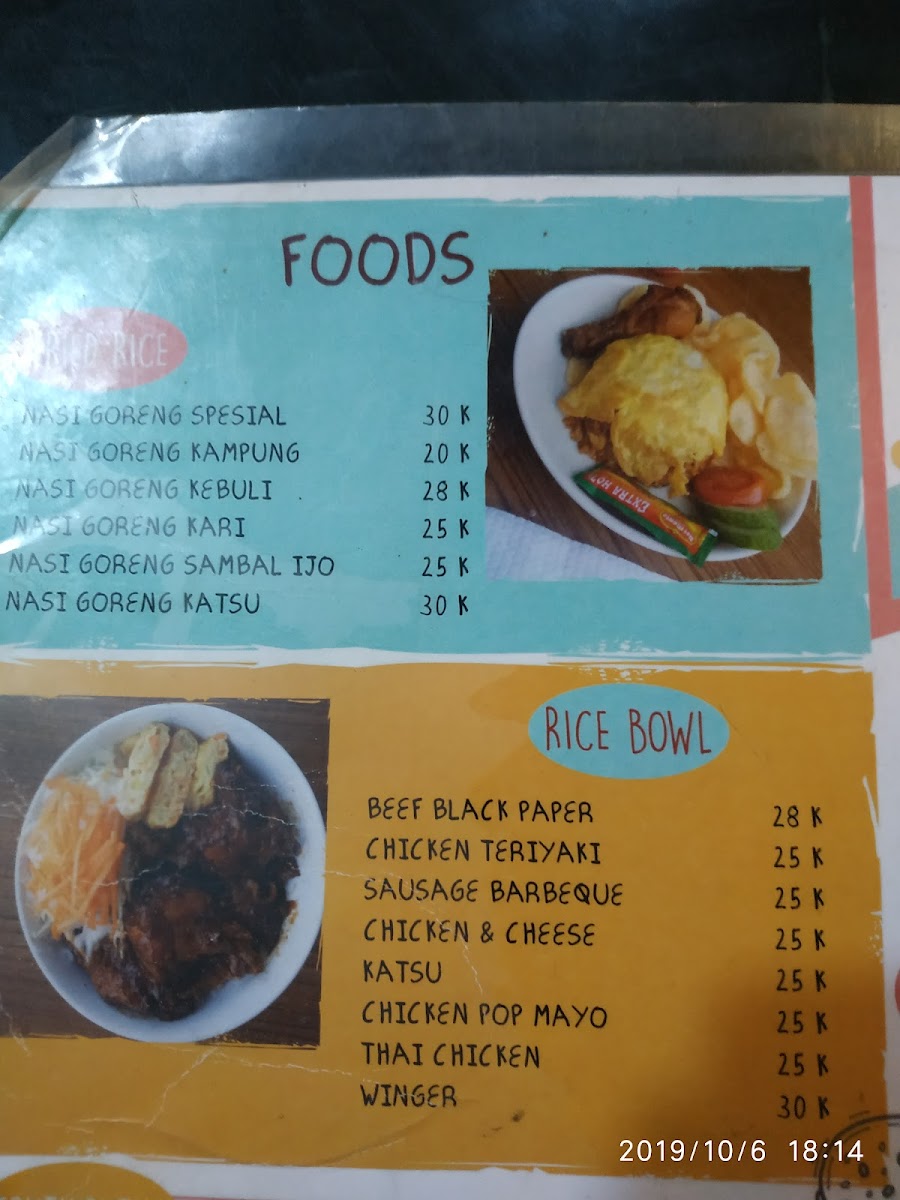 FOODS
FRIED RICE
NASI GORENG SPESIAL 30 K
NASI GORENG KAMPUNG 20 K
NASI GORENG KEBULI 28 K
NASI GORENG KARI 25 K
NASI GORENG SAMBAL IJO 25 K
NASI GORENG KATSU 30 K
EXTRA HOT
RICE BOWL
BEEF BLACK PAPER 28 K
CHICKEN TERIYAKI 25 K
SAUSAGE BARBEQUE 25 K
CHICKEN & CHEESE 25 K
KATSU 25 K
CHICKEN POP MAYO 25 K
THAI CHICKEN 25 K
WINGER 30 K
2019/10/6 18:14